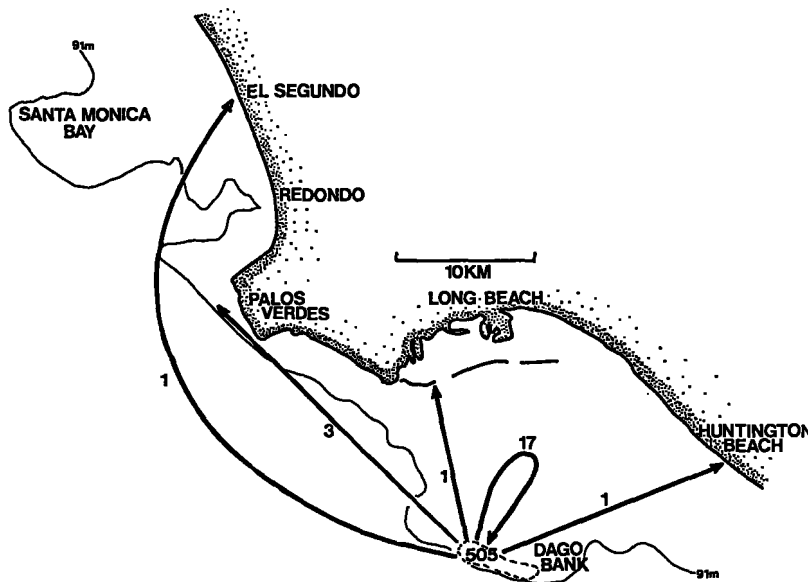 91m
EL SEGUNDO
SANTA MONICA
BAY
REDONDO
10KM
PALOS
VERDES
LONG BEACH
1
3
HUNTINGTON
BEACH
17
1
1
505
DAGO
BANK
91m